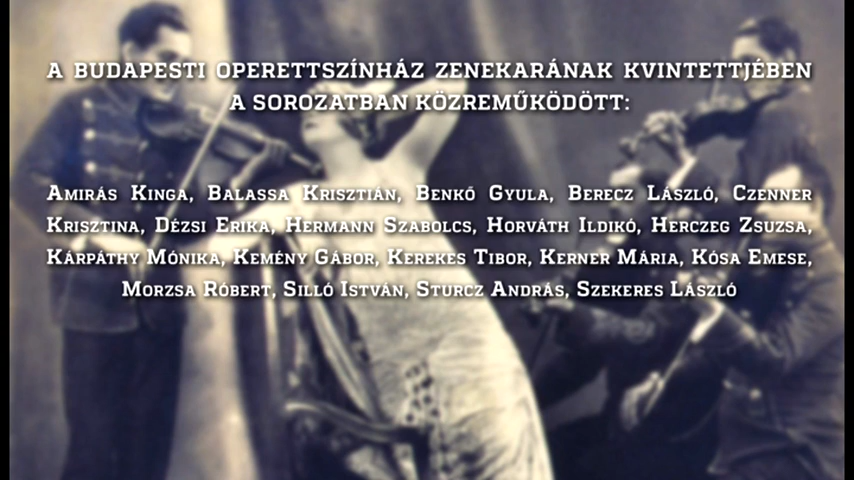 A BUDAPESTI OPERETTSZÍNHÁZ ZENEKARÁNAK KVINTETTJÉBEN
A SOROZATBAN KÖZREMŰKÖDÖTT:
Amirás Kinga, Balassa Krisztián, Benkő Gyula, Berecz László, Czenner
Krisztina, Dézsi Erika, Hermann Szabolcs, Horváth Ildikó, Herczeg Zsuzsa,
Kárpáthy Mónika, Kemény Gábor, Kerekes Tibor, Kerner Mária, Kósa Emese,
Morzsa Róbert, Silló István, Sturcz András, Szekeres László